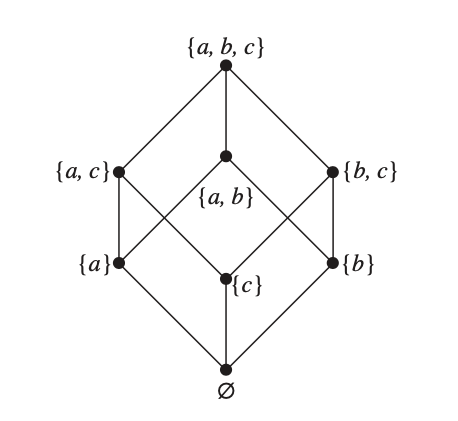 {a, b, c}
{a, c}
{b, c}
{a, b}
{a}
{c}
{b}
∅